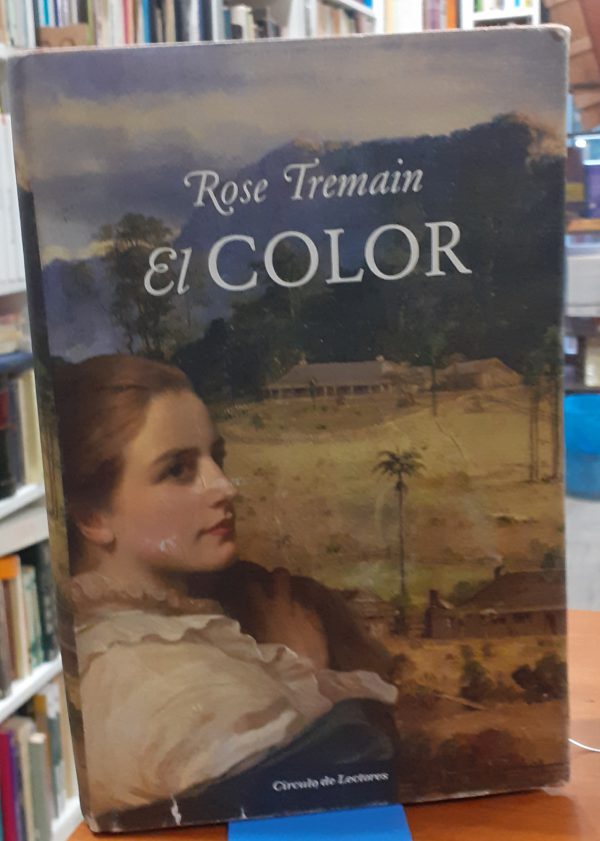 Rose Tremain
El COLOR
Círculo de Lectores